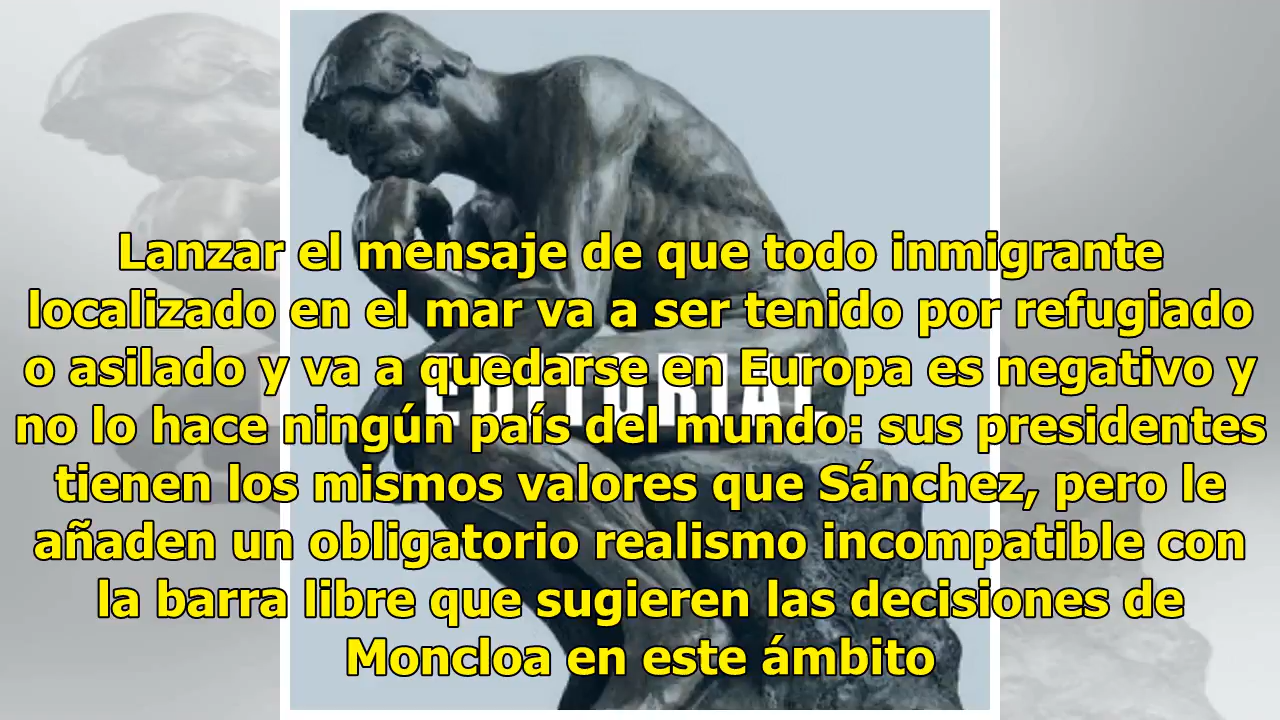 Lanzar el mensaje de que todo inmigrante
localizado en el mar va a ser tenido por refugiado
o asilado y va a quedarse en Europa es negativo y
EDITORIAL
no lo hace ningún país del mundo: sus presidentes
tienen los mismos valores que Sánchez, pero le
añaden un obligatorio realismo incompatible con
la barra libre que sugieren las decisiones de
Moncloa en este ámbito